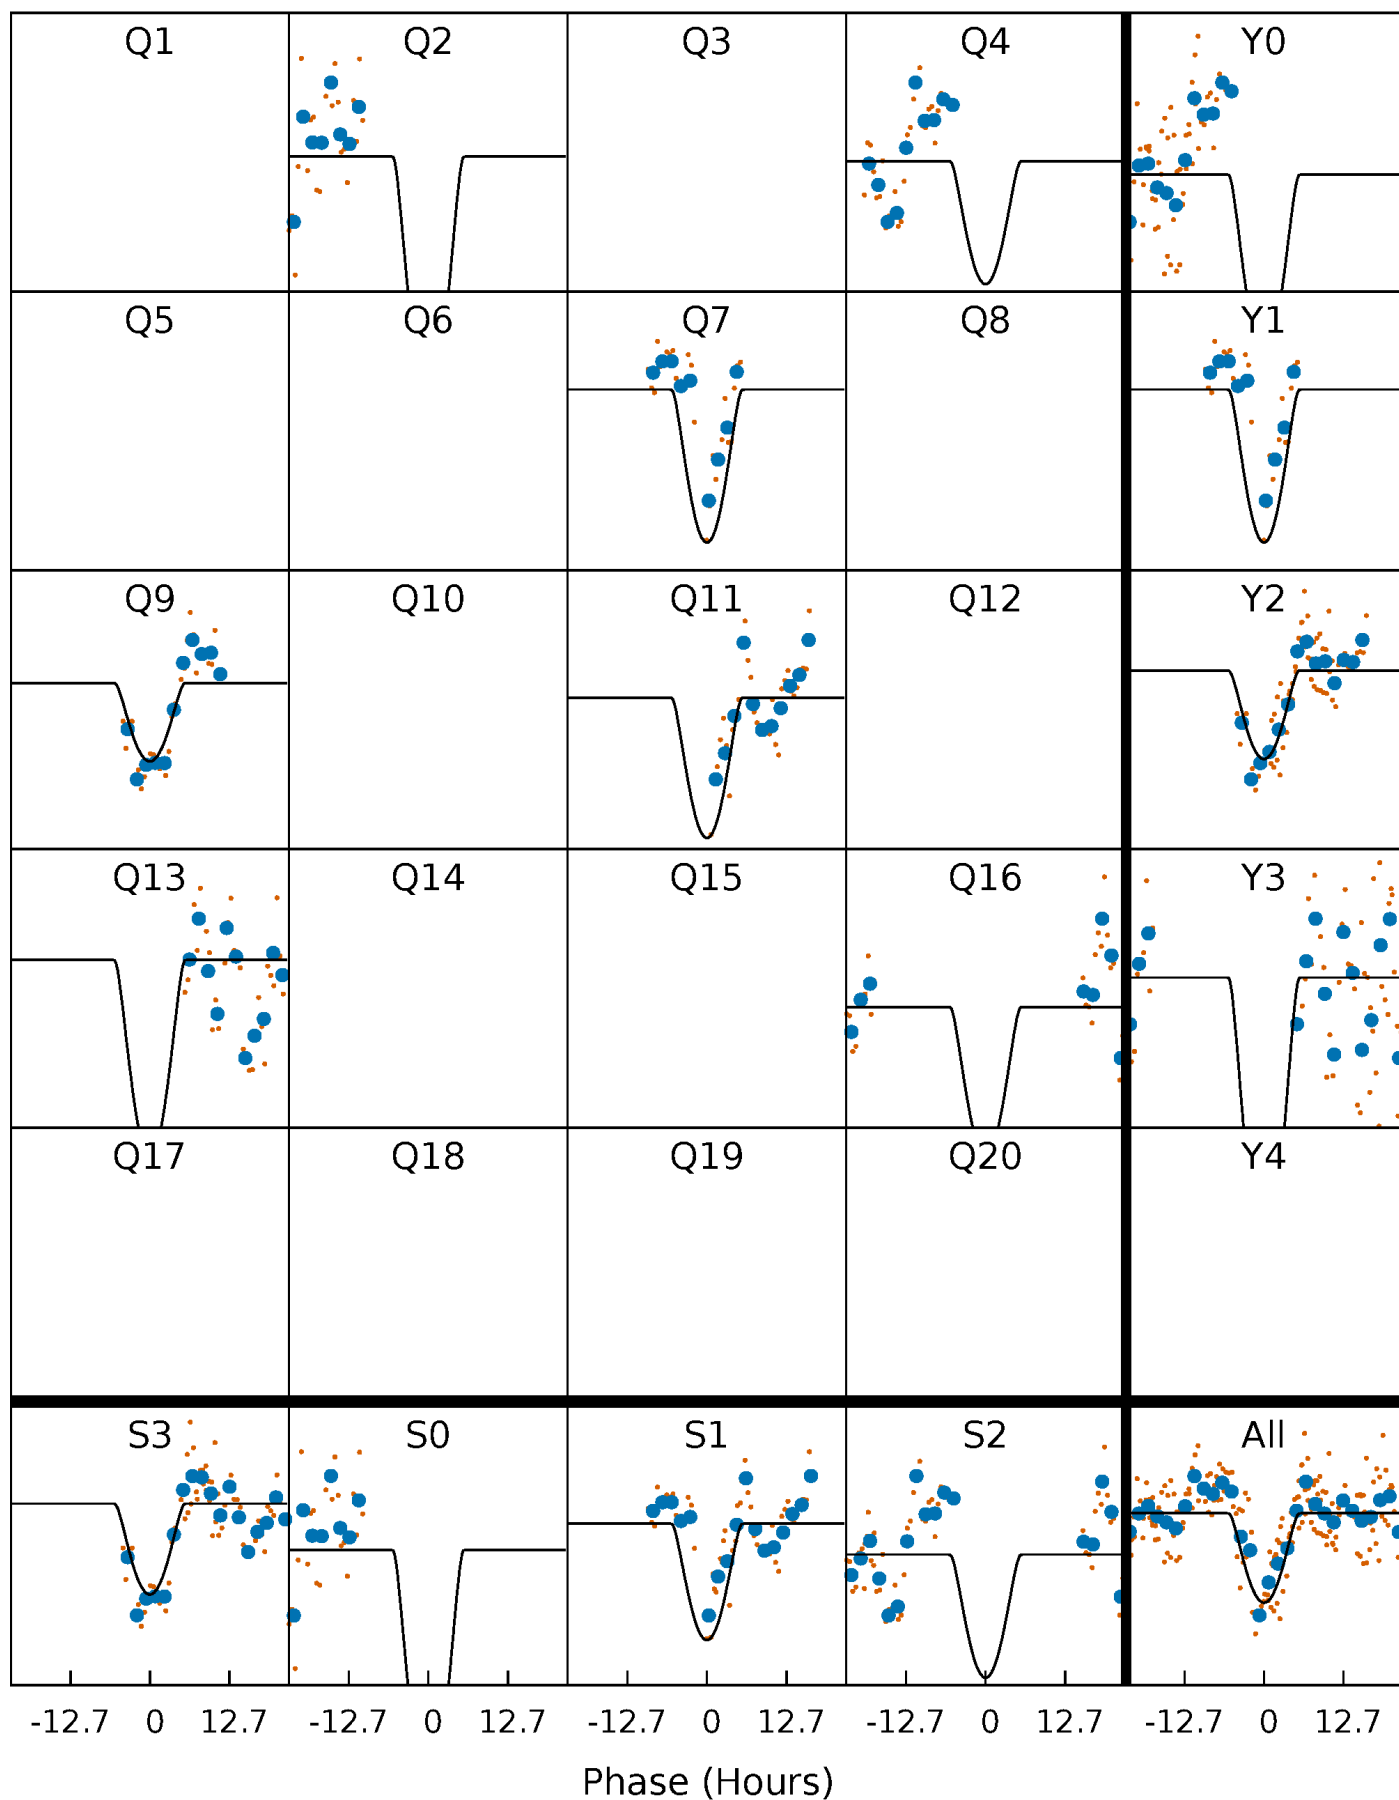 Q1 Q2 Q3 Q4 Y0
Q5 Q6 Q7 Q8 Y1
Q9 Q10 Q11 Q12 Y2
Q13 Q14 Q15 Q16 Y3
Q17 Q18 Q19 Q20 Y4
S3 S0 S1 S2 All
-12.7 0 12.7 -12.7 0 12.7 -12.7 0 12.7 -12.7 0 12.7 -12.7 0 12.7
Phase (Hours)